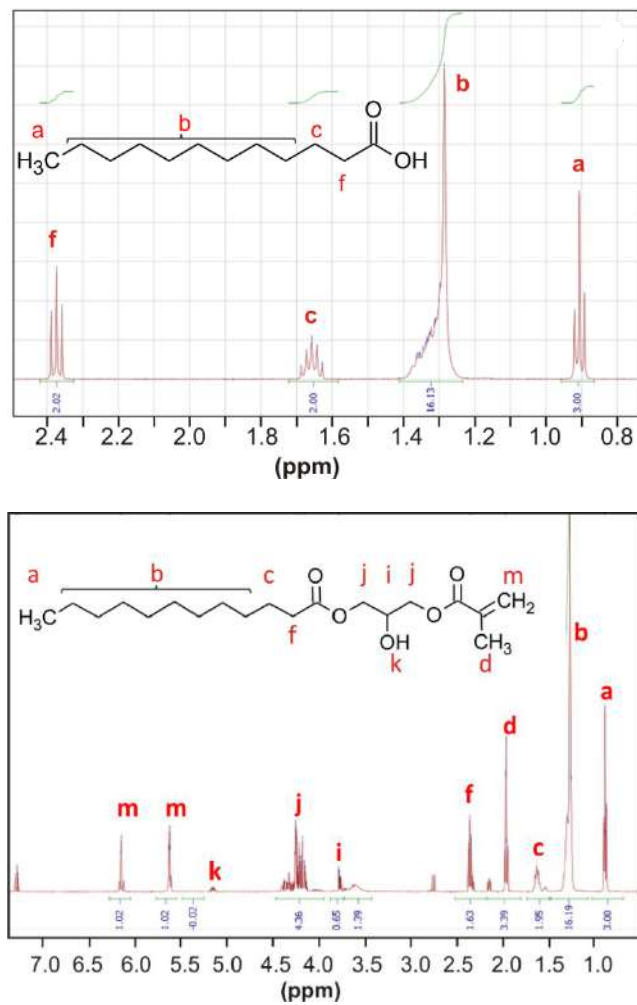 b
a
b
c
O
H₃C
OH
f
a
f
c
2.02
2.00
16.13
3.00
2.4 2.2 2.0 1.8 1.6 1.4 1.2 1.0 0.8
(ppm)
a b c O j i j O m
H₃C O O CH₂
f OH CH₃
k d
b
a
d
m m j f
i c
k
1.02 1.02 -0.02 4.36 0.65 1.39 1.63 3.39 1.95 16.19 3.00
7.0 6.0 5.5 5.0 4.5 4.0 3.5 3.0 2.5 2.0 1.5 1.0
(ppm)